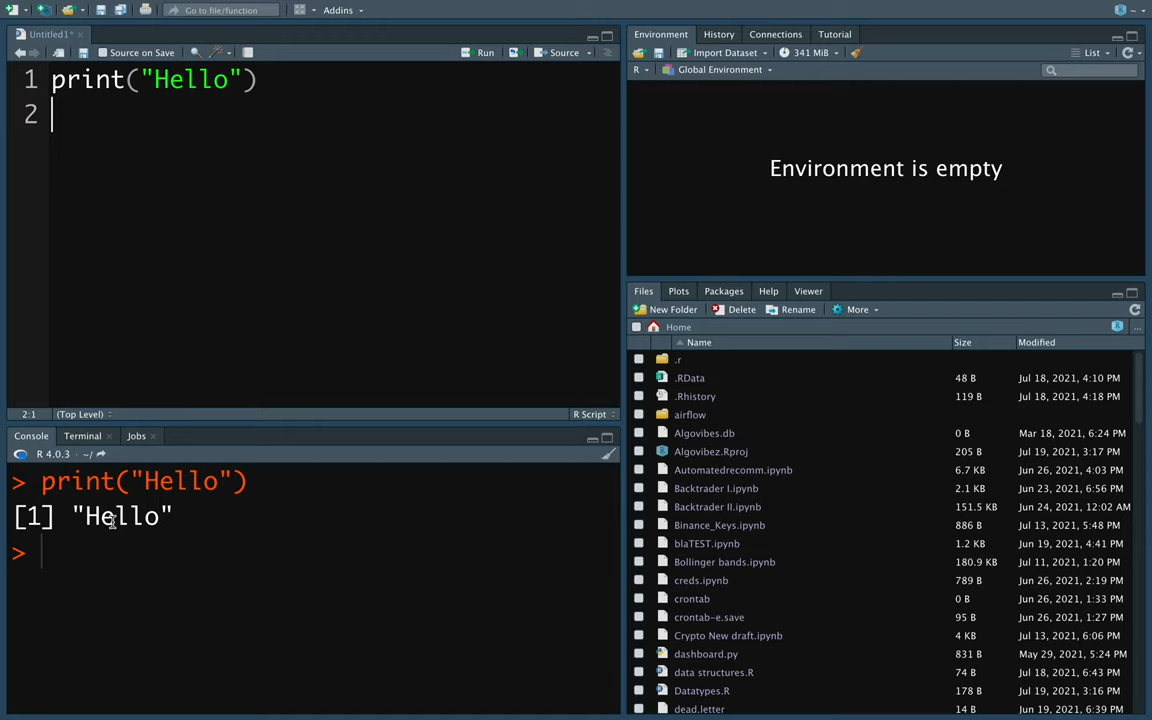 Go to file/function
Addins
~
Untitled1*
Source on Save
Run
Source
1 print("Hello")
2
2:1
(Top Level)
R Script
Console
Terminal
Jobs
R 4.0.3 · ~/
> print("Hello")
[1] "Hello"
>
Environment
History
Connections
Tutorial
Import Dataset
341 MiB
List
R
Global Environment
Environment is empty
Files
Plots
Packages
Help
Viewer
New Folder
Delete
Rename
More
Home
...
Name Size Modified
.r
.RData 48 B Jul 18, 2021, 4:10 PM
.Rhistory 119 B Jul 18, 2021, 4:18 PM
airflow
Algovibes.db 0 B Mar 18, 2021, 6:24 PM
Algovibez.Rproj 205 B Jul 19, 2021, 3:17 PM
Automatedrecomm.ipynb 6.7 KB Jun 26, 2021, 4:03 PM
Backtrader I.ipynb 2.1 KB Jun 23, 2021, 6:56 PM
Backtrader II.ipynb 151.5 KB Jun 24, 2021, 12:02 AM
Binance_Keys.ipynb 886 B Jul 13, 2021, 5:48 PM
blaTEST.ipynb 1.2 KB Jun 19, 2021, 4:41 PM
Bollinger bands.ipynb 180.9 KB Jul 11, 2021, 1:20 PM
creds.ipynb 789 B Jun 26, 2021, 2:19 PM
crontab 0 B Jun 26, 2021, 1:33 PM
crontab-e.save 95 B Jun 26, 2021, 1:27 PM
Crypto New draft.ipynb 4 KB Jul 13, 2021, 6:06 PM
dashboard.py 831 B May 29, 2021, 5:24 PM
data structures.R 74 B Jul 18, 2021, 6:43 PM
Datatypes.R 178 B Jul 19, 2021, 3:16 PM
dead.letter 14 B Jun 26, 2021, 6:39 PM